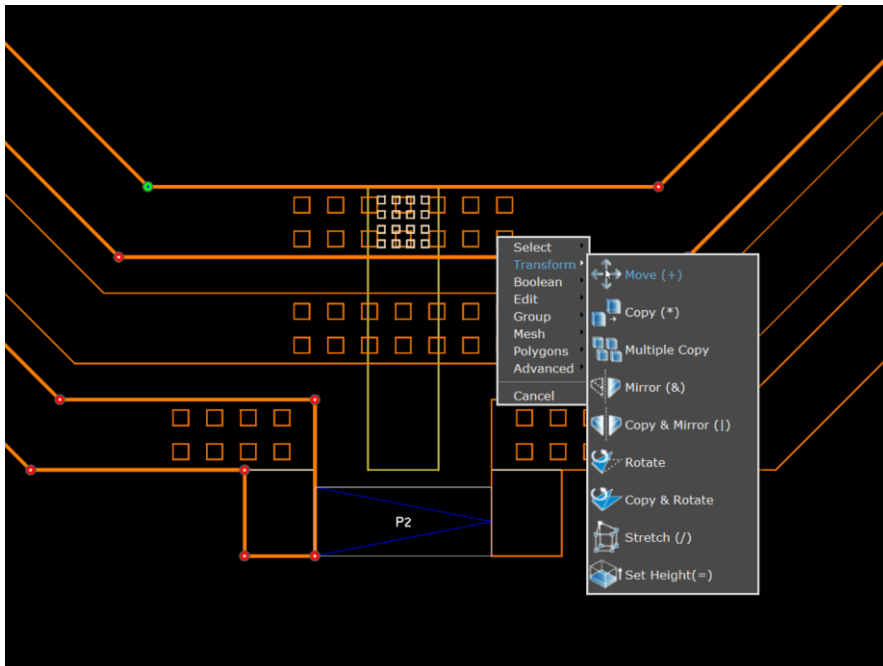 Select
Transform
Boolean
Edit
Group
Mesh
Polygons
Advanced
Cancel
Move (+)
Copy (*)
Multiple Copy
Mirror (&)
Copy & Mirror (|)
Rotate
Copy & Rotate
Stretch (/)
Set Height(=)
P2